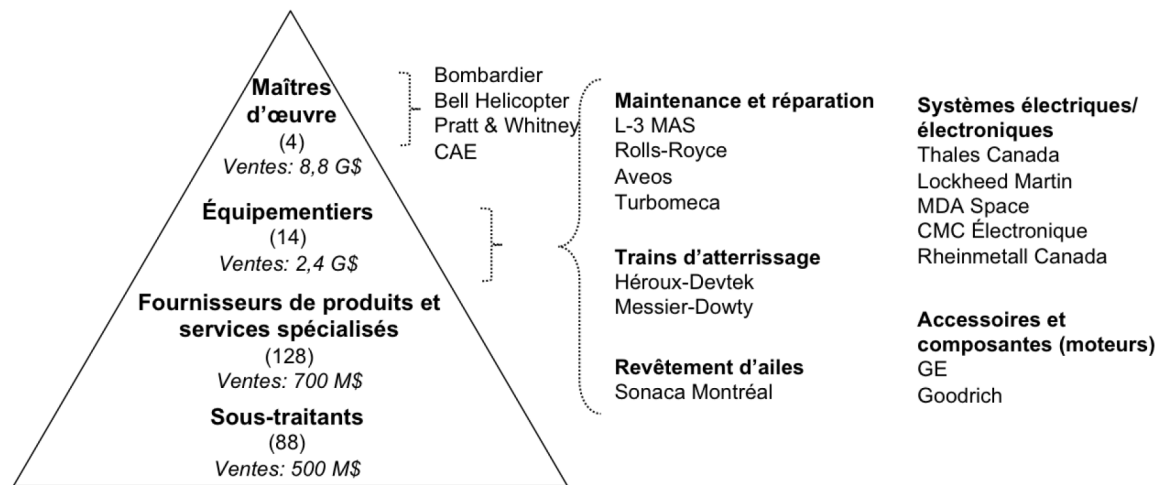 Maîtres
d’œuvre
(4)
Ventes: 8,8 G$
Équipementiers
(14)
Ventes: 2,4 G$
Fournisseurs de produits et
services spécialisés
(128)
Ventes: 700 M$
Sous-traitants
(88)
Ventes: 500 M$
Bombardier
Bell Helicopter
Pratt & Whitney
CAE
Maintenance et réparation
L-3 MAS
Rolls-Royce
Aveos
Turbomeca
Trains d’atterrissage
Héroux-Devtek
Messier-Dowty
Revêtement d’ailes
Sonaca Montréal
Systèmes électriques/
électroniques
Thales Canada
Lockheed Martin
MDA Space
CMC Électronique
Rheinmetall Canada
Accessoires et
composantes (moteurs)
GE
Goodrich